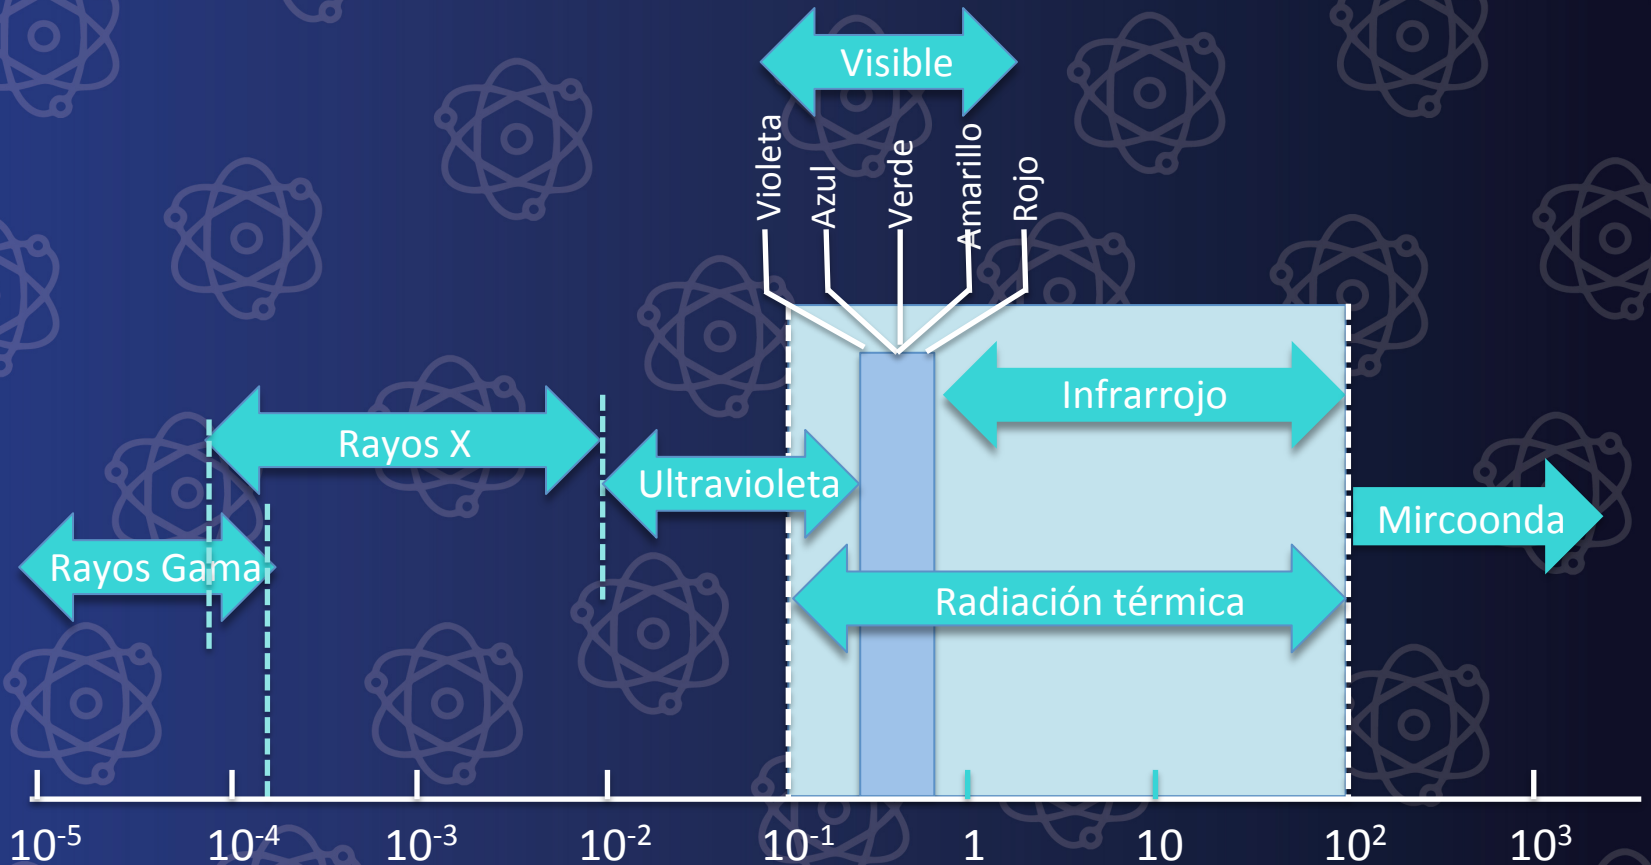 Visible
Violeta
Azul
Verde
Amarillo
Rojo
Infrarrojo
Rayos X
Ultravioleta
Mircoonda
Rayos Gama
Radiación térmica
10⁻⁵ 10⁻⁴ 10⁻³ 10⁻² 10⁻¹ 1 10 10² 10³